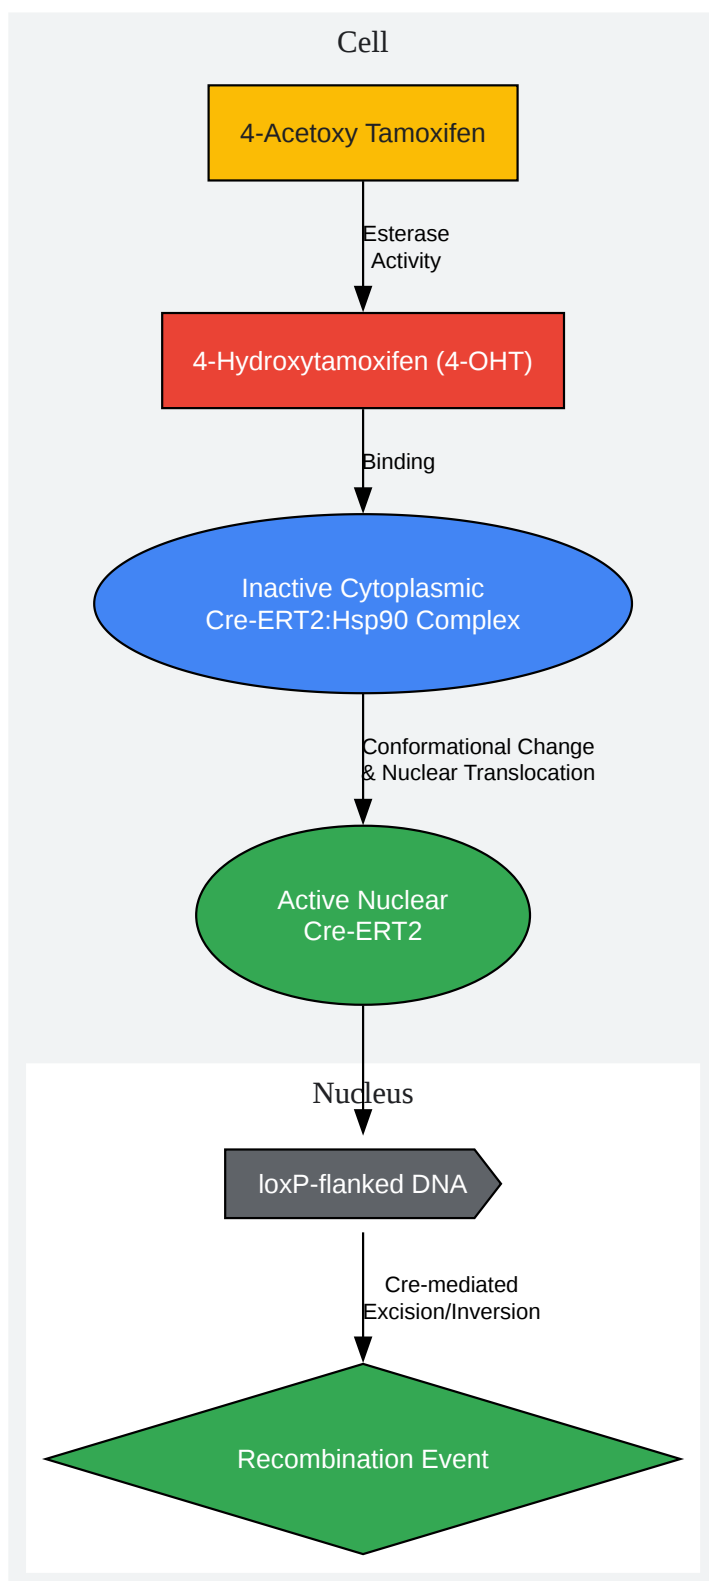 Cell
4-Acetoxy Tamoxifen
Esterase
Activity
4-Hydroxytamoxifen (4-OHT)
Binding
Inactive Cytoplasmic
Cre-ERT2:Hsp90 Complex
Conformational Change
& Nuclear Translocation
Active Nuclear
Cre-ERT2
Nucleus
loxP-flanked DNA
Cre-mediated
Excision/Inversion
Recombination Event